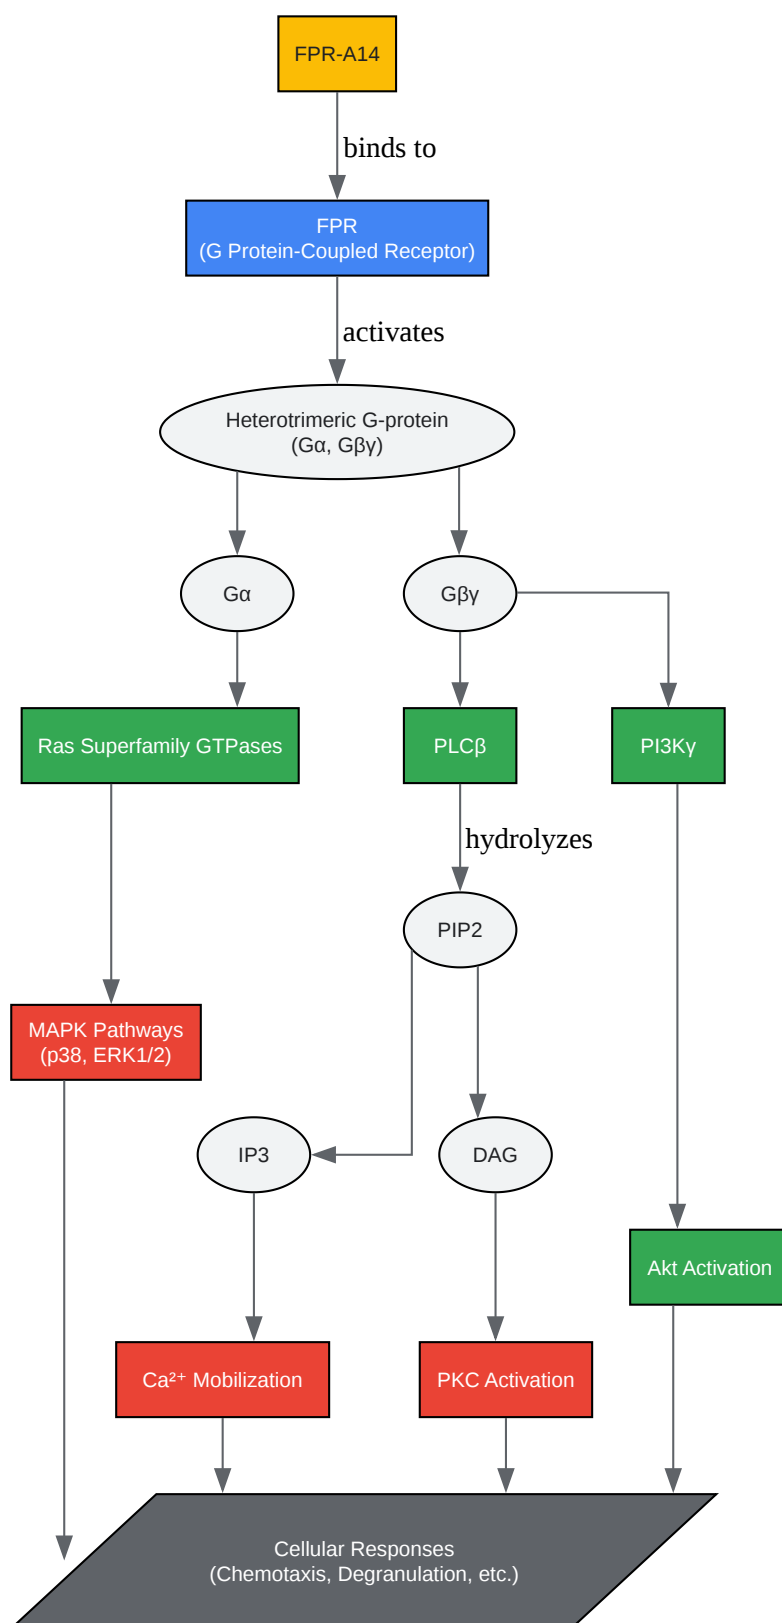 FPR-A14
binds to
FPR
(G Protein-Coupled Receptor)
activates
Heterotrimeric G-protein
(Gα, Gβγ)
Gα
Gβγ
Ras Superfamily GTPases
PLCβ
PI3Kγ
hydrolyzes
PIP2
MAPK Pathways
(p38, ERK1/2)
IP3
DAG
Akt Activation
Ca²⁺ Mobilization
PKC Activation
Cellular Responses
(Chemotaxis, Degranulation, etc.)